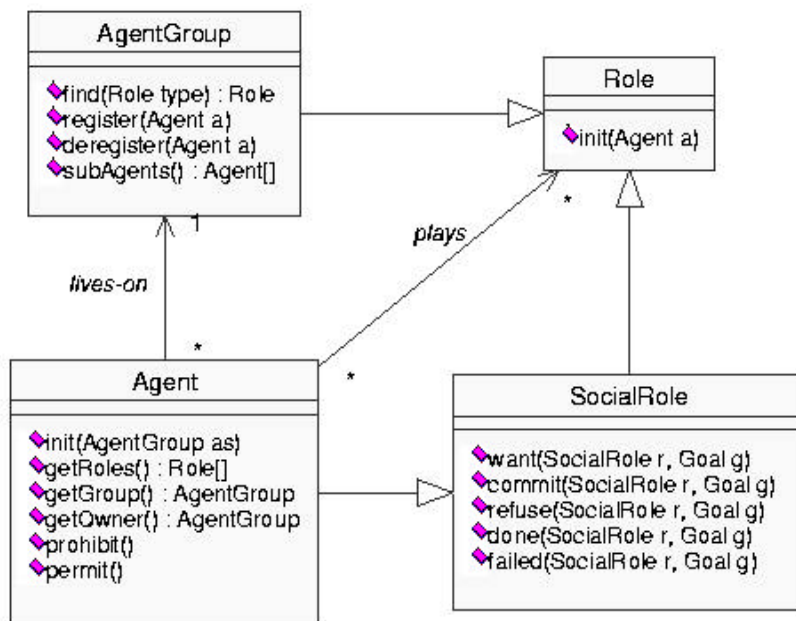 AgentGroup
find(Role type) : Role
register(Agent a)
deregister(Agent a)
subAgents() : Agent[]
Role
init(Agent a)
1
*
plays
lives-on
*
*
Agent
init(AgentGroup as)
getRoles() : Role[]
getGroup() : AgentGroup
getOwner() : AgentGroup
prohibit()
permit()
SocialRole
want(SocialRole r, Goal g)
commit(SocialRole r, Goal g)
refuse(SocialRole r, Goal g)
done(SocialRole r, Goal g)
failed(SocialRole r, Goal g)